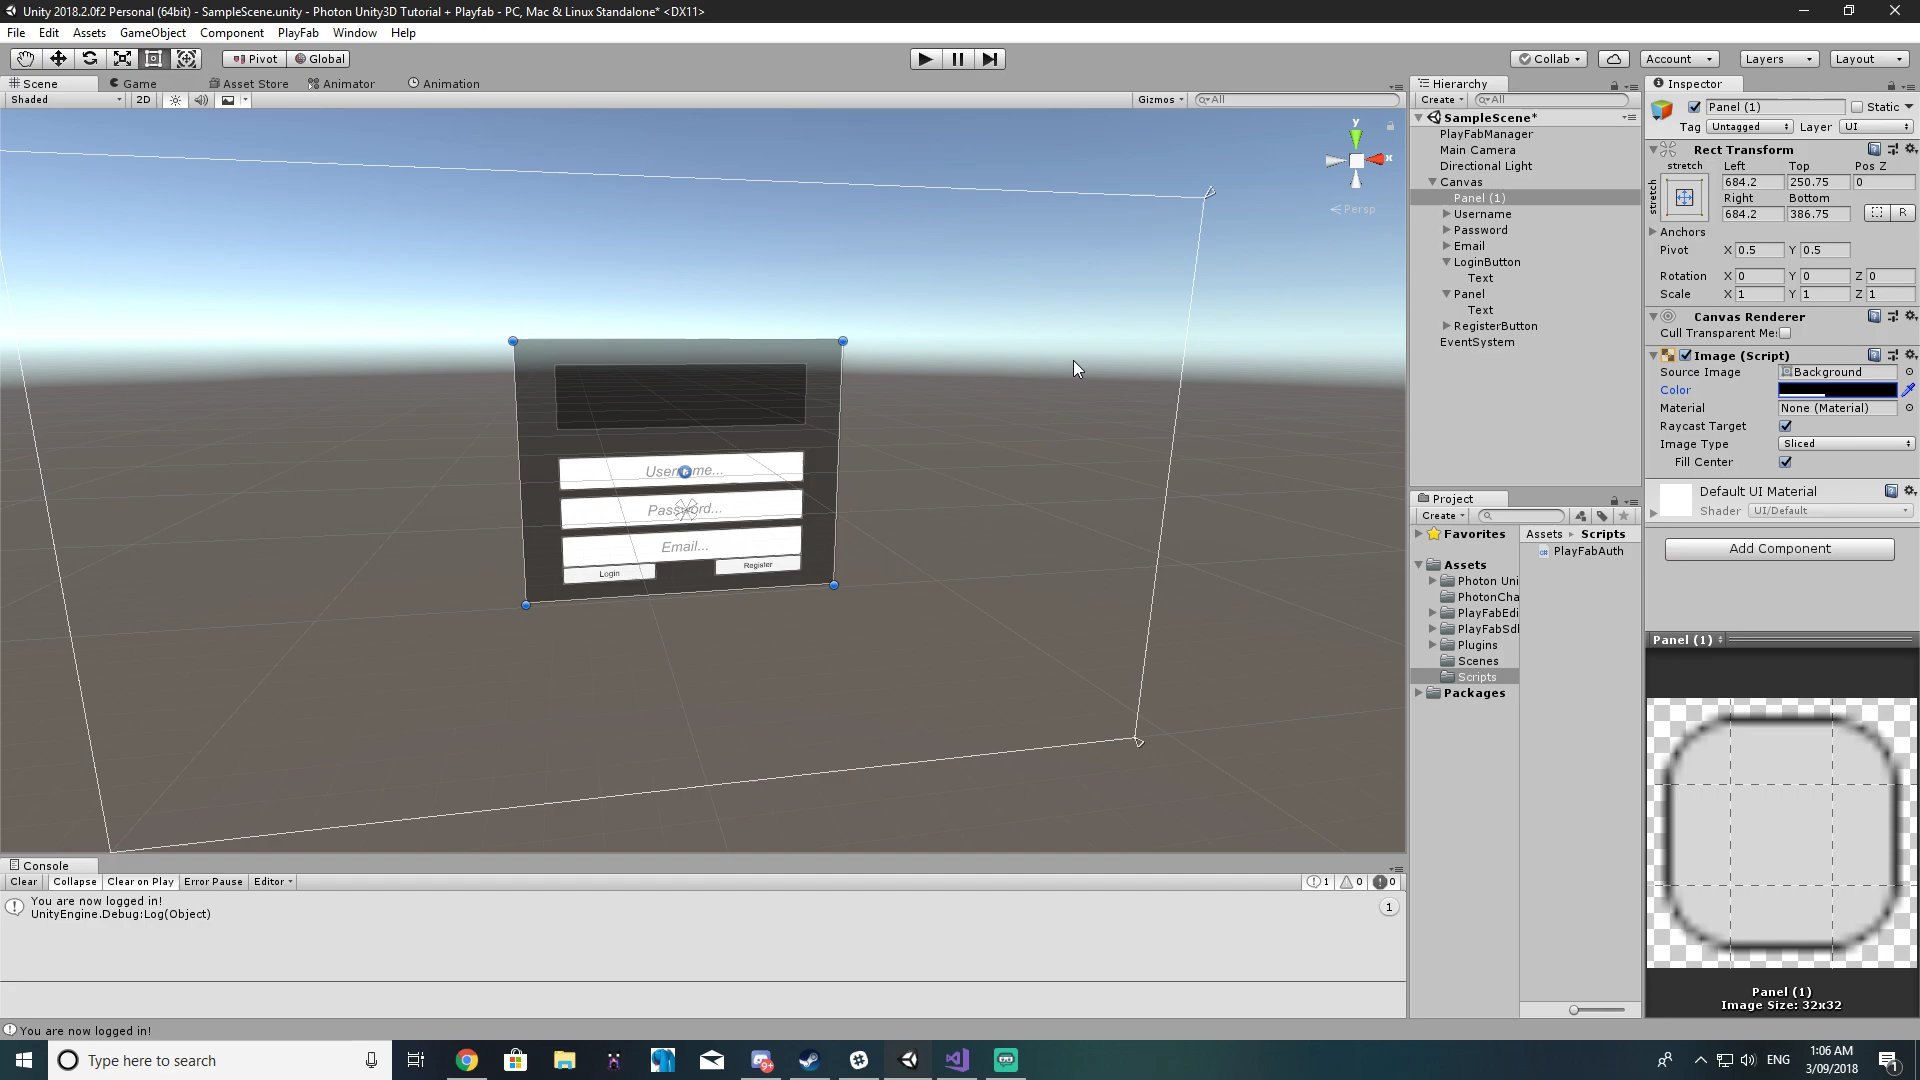 Unity 2018.2.0f2 Personal (64bit) - SampleScene.unity - Photon Unity3D Tutorial + Playfab - PC, Mac & Linux Standalone* <DX11>
File Edit Assets GameObject Component PlayFab Window Help
Pivot Global Collab Account Layers Layout
Scene Game Asset Store Animator Animation
Shaded 2D Gizmos All
y
x
Persp
Username...
Password...
Email...
Login Register
Console
Clear Collapse Clear on Play Error Pause Editor 1 0 0
You are now logged in!
UnityEngine.Debug:Log(Object)
1
You are now logged in!
Hierarchy
Create All
SampleScene*
PlayFabManager
Main Camera
Directional Light
Canvas
Panel (1)
Username
Password
Email
LoginButton
Text
Panel
Text
RegisterButton
EventSystem
Project
Create
Favorites
Assets
Photon Uni
PhotonCha
PlayFabEdi
PlayFabSdl
Plugins
Scenes
Scripts
Packages
Assets Scripts
PlayFabAuth
Inspector
Panel (1) Static
Tag Untagged Layer UI
Rect Transform
stretch Left Top Pos Z
stretch 684.2 250.75 0
Right Bottom
684.2 386.75 R
Anchors
Pivot X 0.5 Y 0.5
Rotation X 0 Y 0 Z 0
Scale X 1 Y 1 Z 1
Canvas Renderer
Cull Transparent Me:
Image (Script)
Source Image Background
Color
Material None (Material)
Raycast Target
Image Type Sliced
Fill Center
Default UI Material
Shader UI/Default
Add Component
Panel (1)
Panel (1)
Image Size: 32x32
Type here to search
9+
ENG
1:06 AM
3/09/2018
1